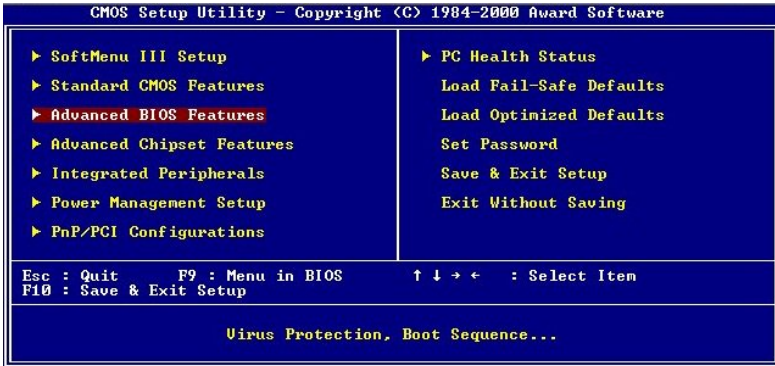 CMOS Setup Utility - Copyright (C) 1984-2000 Award Software
▶ SoftMenu III Setup
▶ Standard CMOS Features
▶ Advanced BIOS Features
▶ Advanced Chipset Features
▶ Integrated Peripherals
▶ Power Management Setup
▶ PnP/PCI Configurations
▶ PC Health Status
Load Fail-Safe Defaults
Load Optimized Defaults
Set Password
Save & Exit Setup
Exit Without Saving
Esc : Quit F9 : Menu in BIOS ↑ ↓ → ← : Select Item
F10 : Save & Exit Setup
Virus Protection, Boot Sequence...